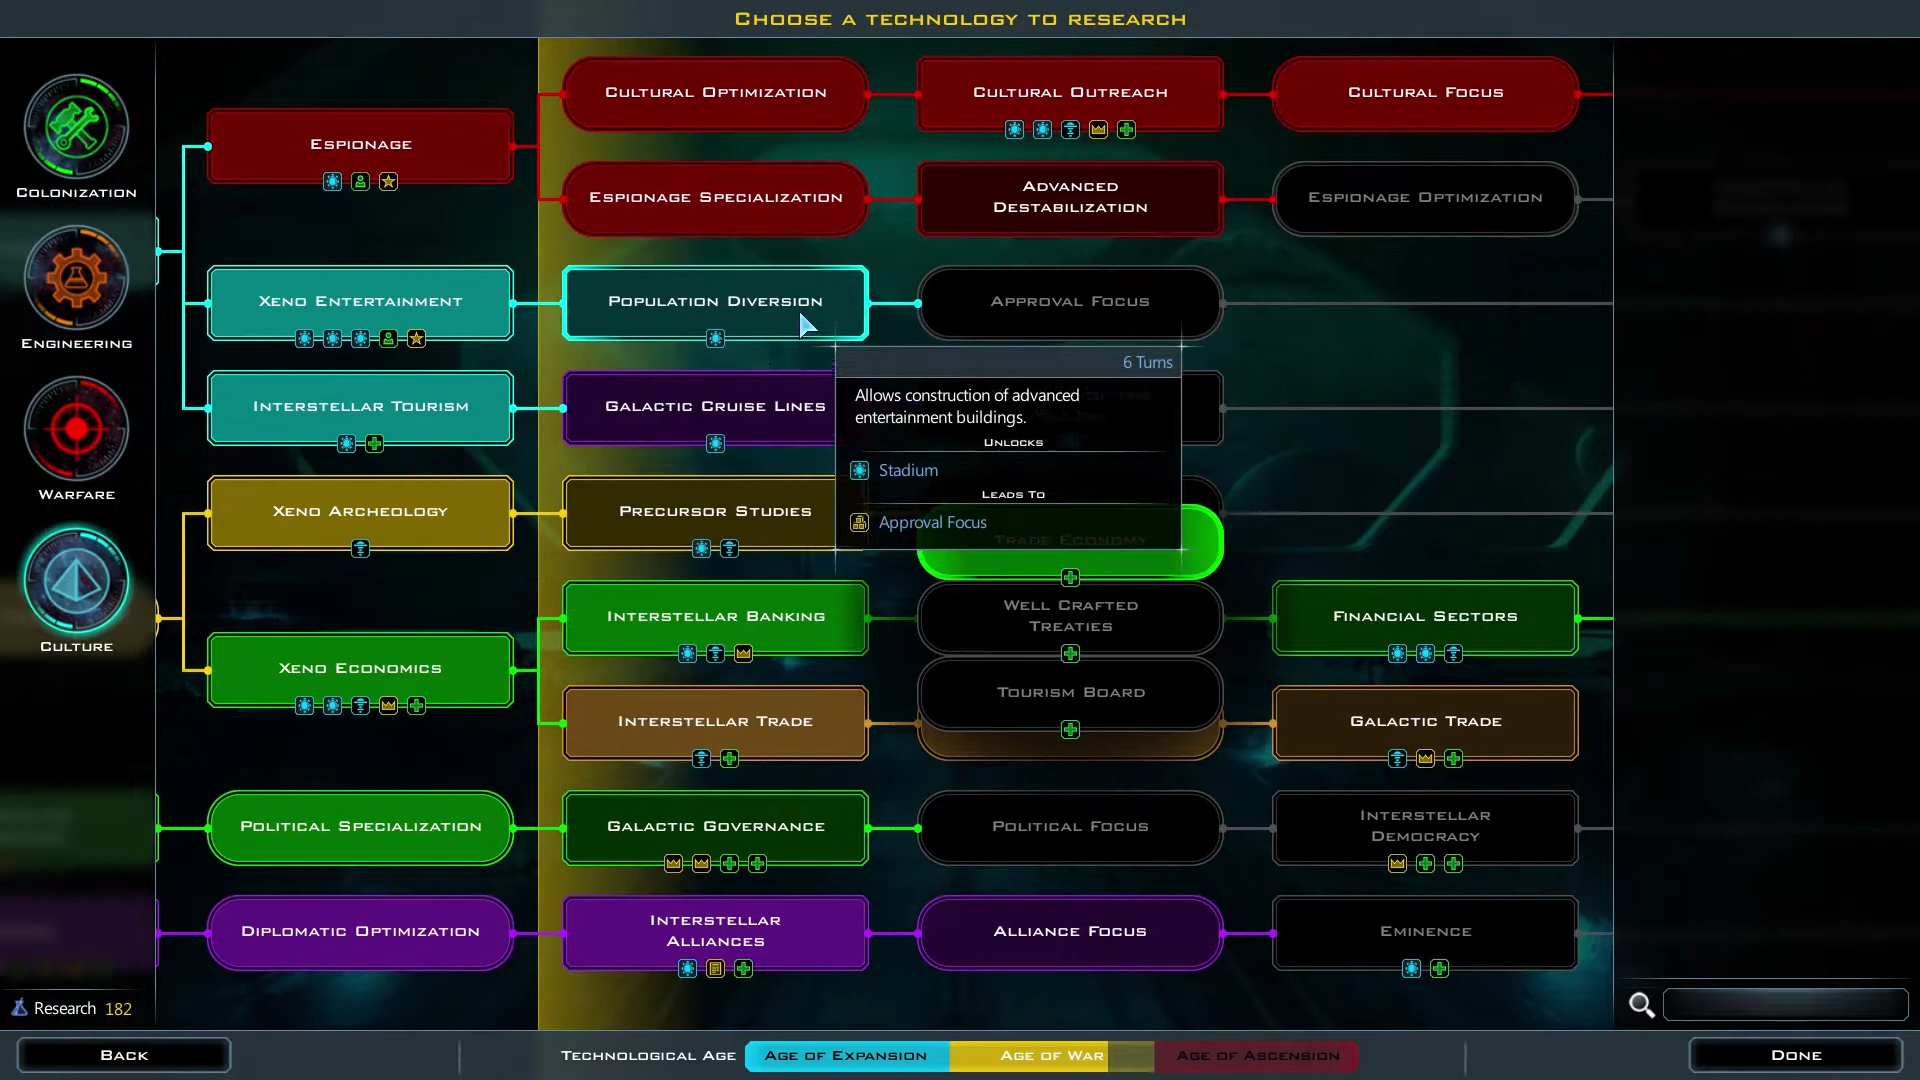 Choose a technology to research
Colonization
Engineering
Warfare
Culture
Espionage
Cultural Optimization
Cultural Outreach
Cultural Focus
Espionage Specialization
Advanced
Destabilization
Espionage Optimization
Xeno Entertainment
Population Diversion
Approval Focus
6 Turns
Allows construction of advanced
entertainment buildings.
Unlocks
Stadium
Leads To
Approval Focus
Interstellar Tourism
Galactic Cruise Lines
Xeno Archeology
Precursor Studies
Trade Economy
Xeno Economics
Interstellar Banking
Well Crafted
Treaties
Financial Sectors
Interstellar Trade
Tourism Board
Galactic Trade
Political Specialization
Galactic Governance
Political Focus
Interstellar
Democracy
Diplomatic Optimization
Interstellar
Alliances
Alliance Focus
Eminence
Research 182
Back
Technological Age
Age of Expansion
Age of War
Age of Ascension
Done